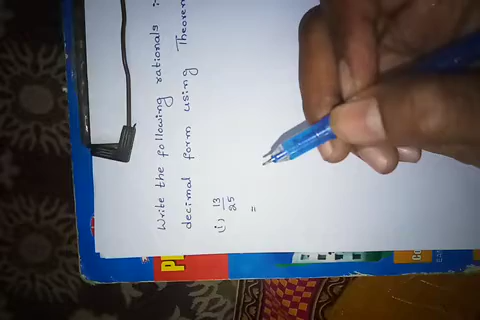 Write the following rationals in
decimal form using Theorem
(i) 13/25
=